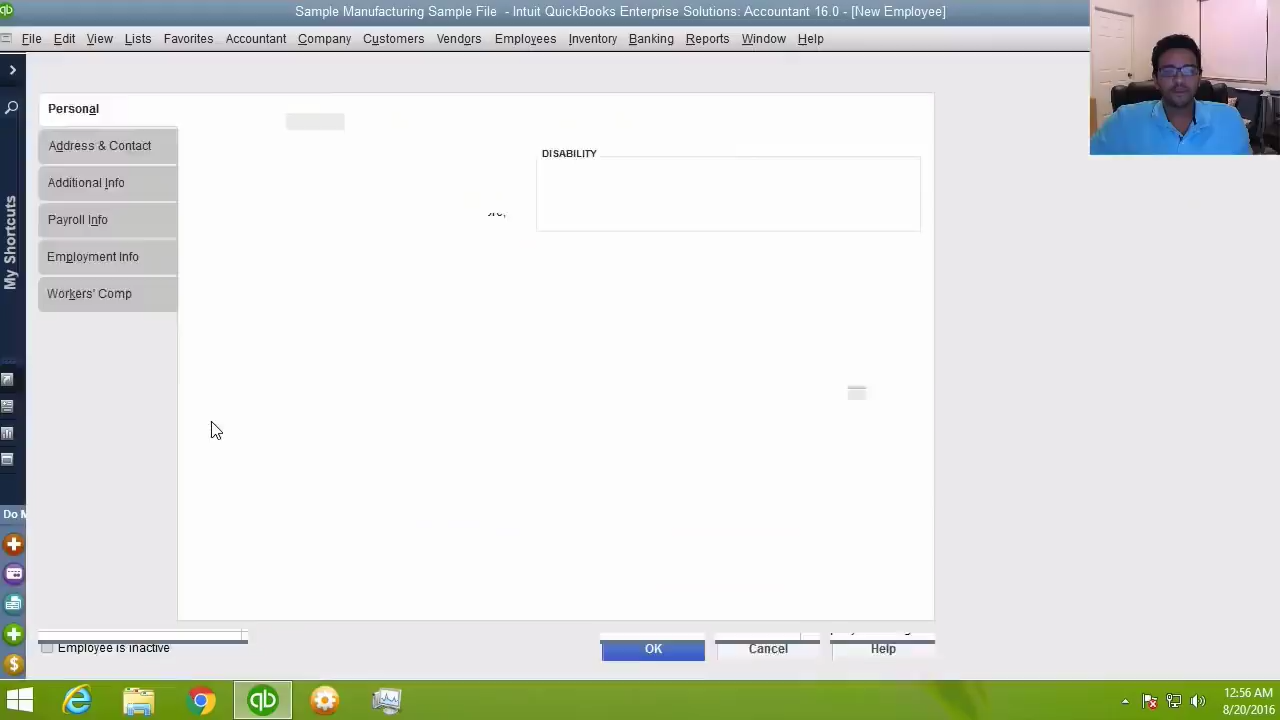 Sample Manufacturing Sample File - Intuit QuickBooks Enterprise Solutions: Accountant 16.0 - [New Employee]
File Edit View Lists Favorites Accountant Company Customers Vendors Employees Inventory Banking Reports Window Help
My Shortcuts
Do M
Personal
Address & Contact
Additional Info
Payroll Info
Employment Info
Workers' Comp
DISABILITY
Employee is inactive
OK
Cancel
Help
qb
12:56 AM
8/20/2016